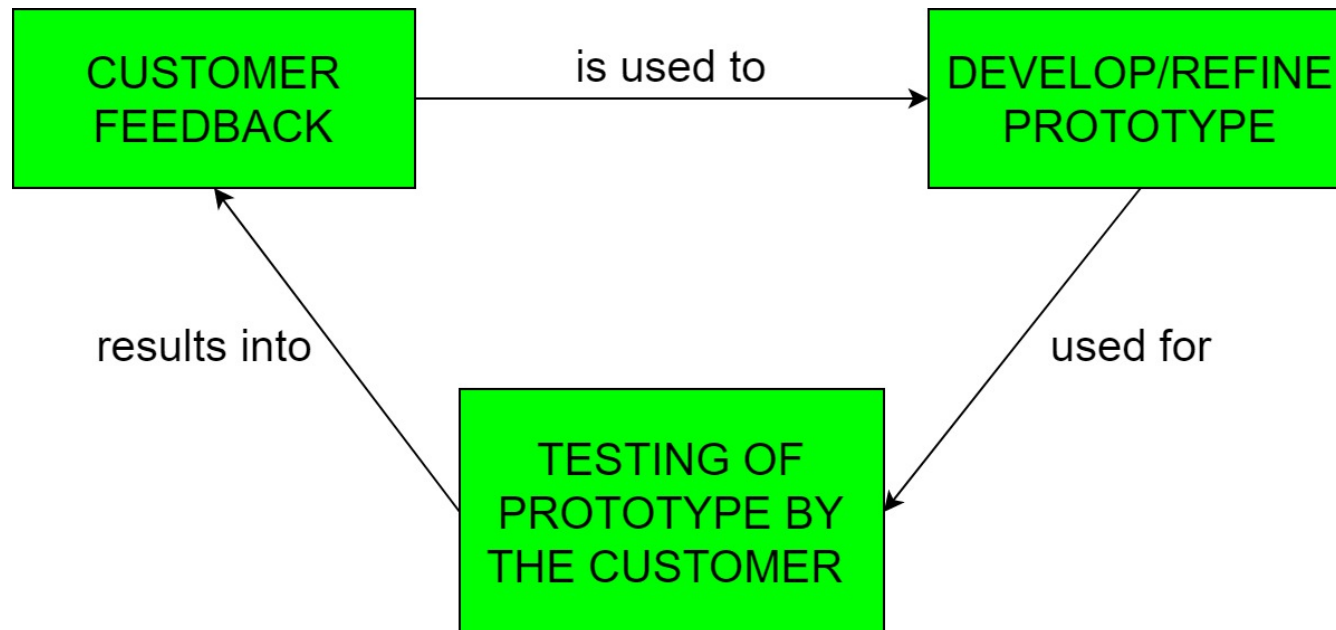 CUSTOMER
FEEDBACK
is used to
DEVELOP/REFINE
PROTOTYPE
used for
TESTING OF
PROTOTYPE BY
THE CUSTOMER
results into